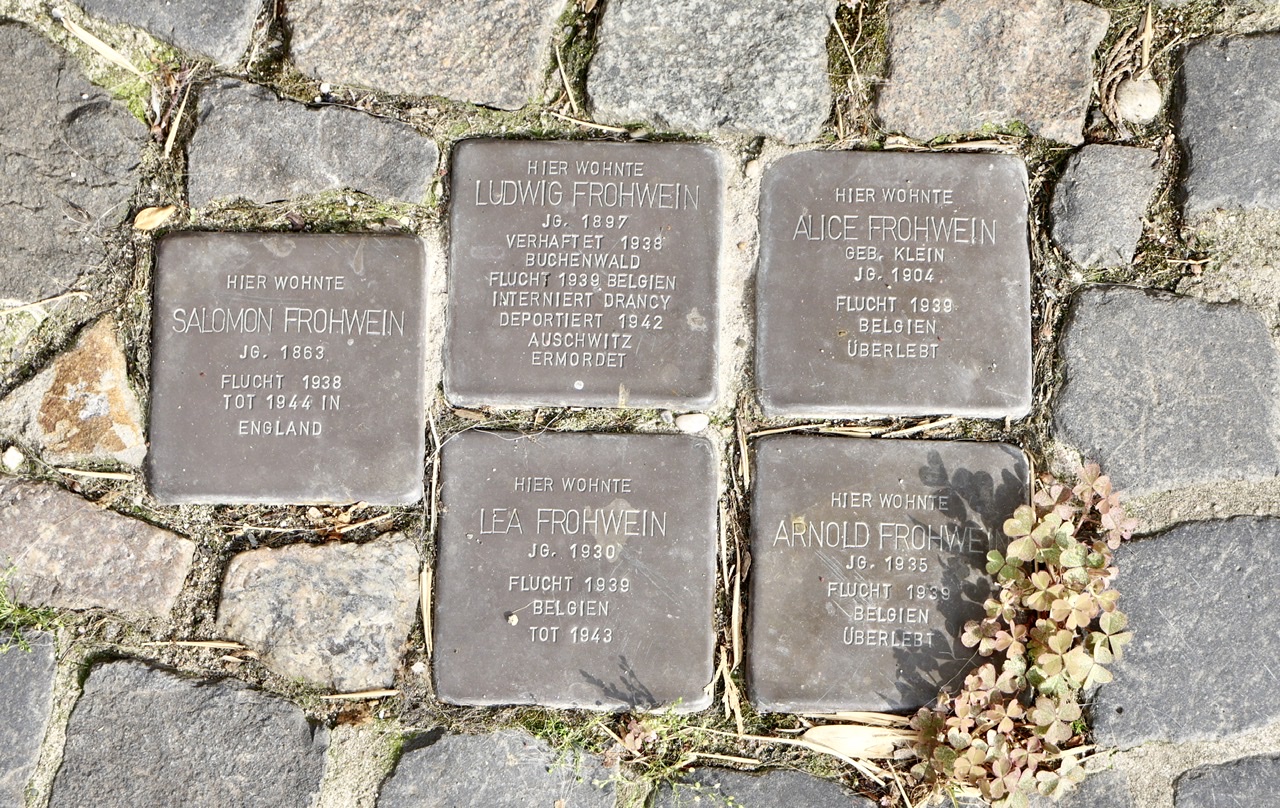 HIER WOHNTE
SALOMON FROHWEIN
JG. 1863
FLUCHT 1938
TOT 1944 IN
ENGLAND
HIER WOHNTE
LUDWIG FROHWEIN
JG. 1897
VERHAFTET 1938
BUCHENWALD
FLUCHT 1939 BELGIEN
INTERNIERT DRANCY
DEPORTIERT 1942
AUSCHWITZ
ERMORDET
HIER WOHNTE
ALICE FROHWEIN
GEB. KLEIN
JG. 1904
FLUCHT 1939
BELGIEN
ÜBERLEBT
HIER WOHNTE
LEA FROHWEIN
JG. 1930
FLUCHT 1939
BELGIEN
TOT 1943
HIER WOHNTE
ARNOLD FROHWEIN
JG. 1935
FLUCHT 1939
BELGIEN
ÜBERLEBT